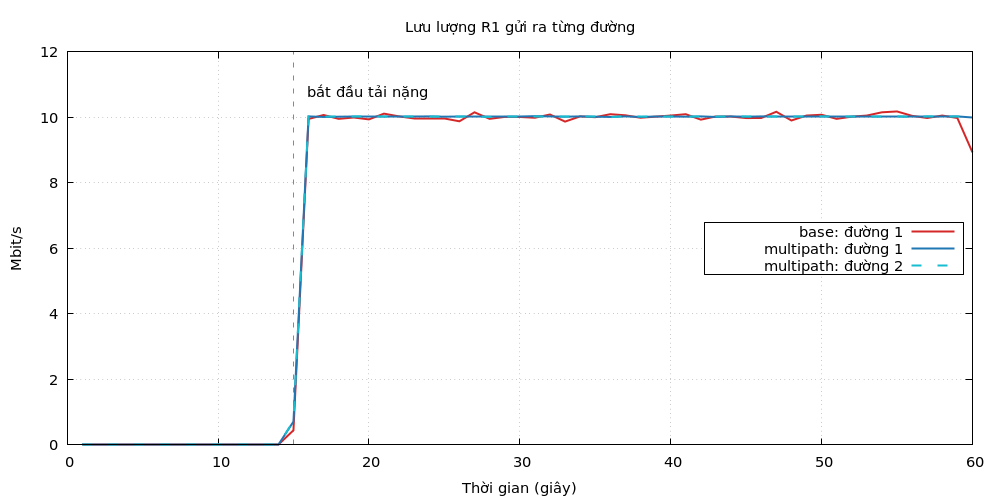 Lưu lượng R1 gửi ra từng đường
12
bắt đầu tải nặng
10
8
Mbit/s
base: đường 1
multipath: đường 1
multipath: đường 2
6
4
2
0
0 10 20 30 40 50 60
Thời gian (giây)